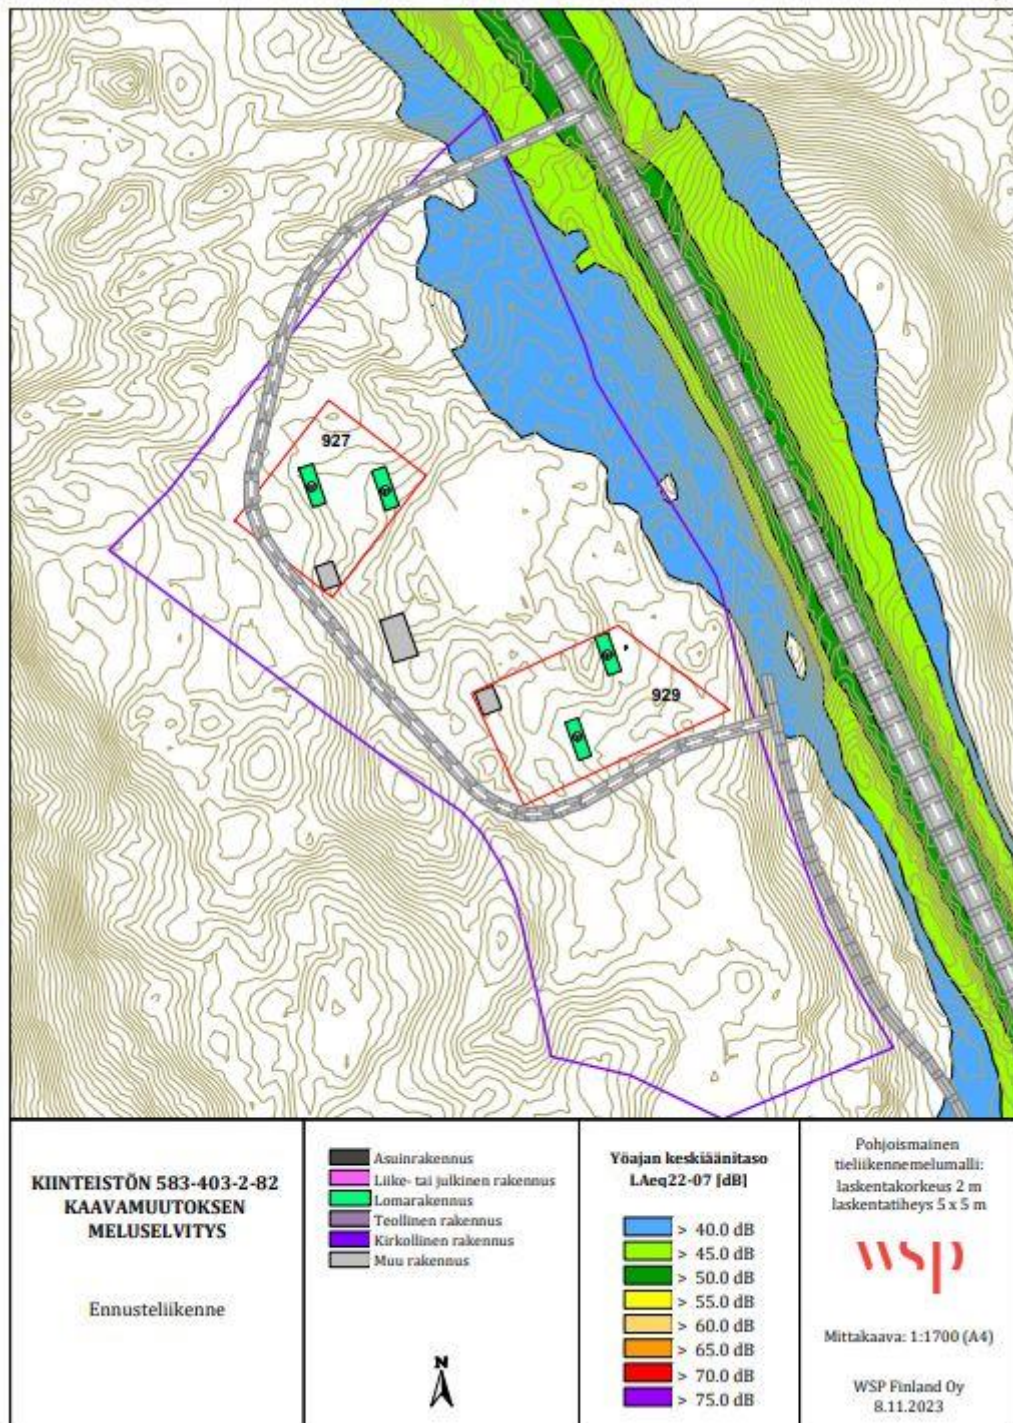 927
929
KIINTEISTÖN 583-403-2-82
KAAVAMUUTOKSEN
MELUSELVITYS
Ennusteliikenne
Asuinrakennus
Liike- tai julkinen rakennus
Lomarakennus
Teollinen rakennus
Kirkollinen rakennus
Muu rakennus
N
Yöajan keskiäänitaso
LAeq22-07 [dB]
> 40.0 dB
> 45.0 dB
> 50.0 dB
> 55.0 dB
> 60.0 dB
> 65.0 dB
> 70.0 dB
> 75.0 dB
Pohjoismainen
tieliikennemelumalli:
laskentakorkeus 2 m
laskentatiheys 5 x 5 m
wsp
Mittakaava: 1:1700 (A4)
WSP Finland Oy
8.11.2023